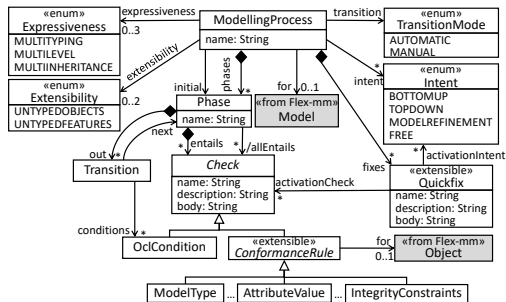 «enum»
Expressiveness
MULTITYPING
MULTILEVEL
MULTIINHERITANCE
expressiveness
0..3
ModellingProcess
name: String
transition
«enum»
TransitionMode
AUTOMATIC
MANUAL
«enum»
Extensibility
UNTYPEDOBJECTS
UNTYPEDFEATURES
extensibility
0..2
initial
phases
*
for
0..1
*
intent
«enum»
Intent
BOTTOMUP
TOPDOWN
MODELREFINEMENT
FREE
Phase
name: String
«from Flex-mm»
Model
out
*
next
*
entails
*
/allEntails
*
fixes
*
*
activationIntent
Transition
Check
name: String
description: String
body: String
activationCheck
*
«extensible»
Quickfix
name: String
description: String
body: String
conditions
*
OclCondition
«extensible»
ConformanceRule
for
0..1
«from Flex-mm»
Object
ModelType
...
AttributeValue
...
IntegrityConstraints